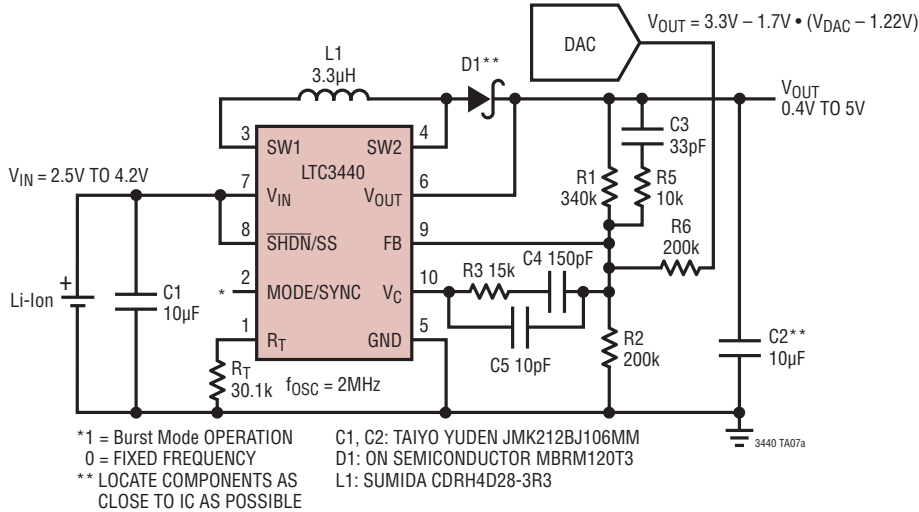 V_OUT = 3.3V – 1.7V • (V_DAC – 1.22V)
DAC
L1
3.3µH
D1**
V_OUT
0.4V TO 5V
3
SW1
SW2
4
LTC3440
C3
33pF
V_IN = 2.5V TO 4.2V
7
V_IN
V_OUT
6
R1
340k
R5
10k
8
SHDN/SS
FB
9
R6
200k
2
*
MODE/SYNC
V_C
10
R3 15k
C4 150pF
Li-Ion
+
C1
10µF
1
R_T
GND
5
C5 10pF
R2
200k
C2**
10µF
R_T
30.1k
f_OSC = 2MHz
3440 TA07a
*1 = Burst Mode OPERATION
0 = FIXED FREQUENCY
** LOCATE COMPONENTS AS
CLOSE TO IC AS POSSIBLE
C1, C2: TAIYO YUDEN JMK212BJ106MM
D1: ON SEMICONDUCTOR MBRM120T3
L1: SUMIDA CDRH4D28-3R3